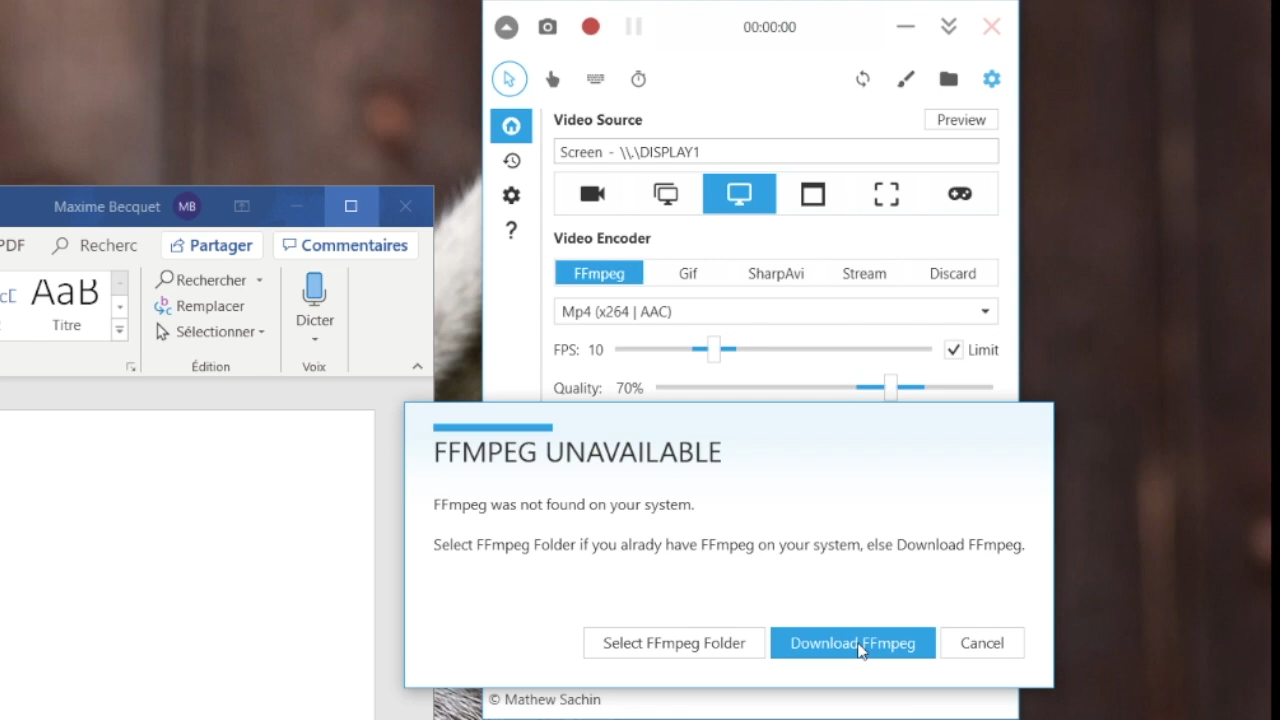 00:00:00
Video Source
Preview
Screen - \\.\DISPLAY1
Video Encoder
FFmpeg Gif SharpAvi Stream Discard
Mp4 (x264 | AAC)
FPS: 10
Limit
Quality: 70%
Maxime Becquet MB
PDF Recherc Partager Commentaires
AaB
Titre
Rechercher
Remplacer
Sélectionner
Édition
Dicter
Voix
FFMPEG UNAVAILABLE
FFmpeg was not found on your system.
Select FFmpeg Folder if you alrady have FFmpeg on your system, else Download FFmpeg.
Select FFmpeg Folder Download FFmpeg Cancel
© Mathew Sachin